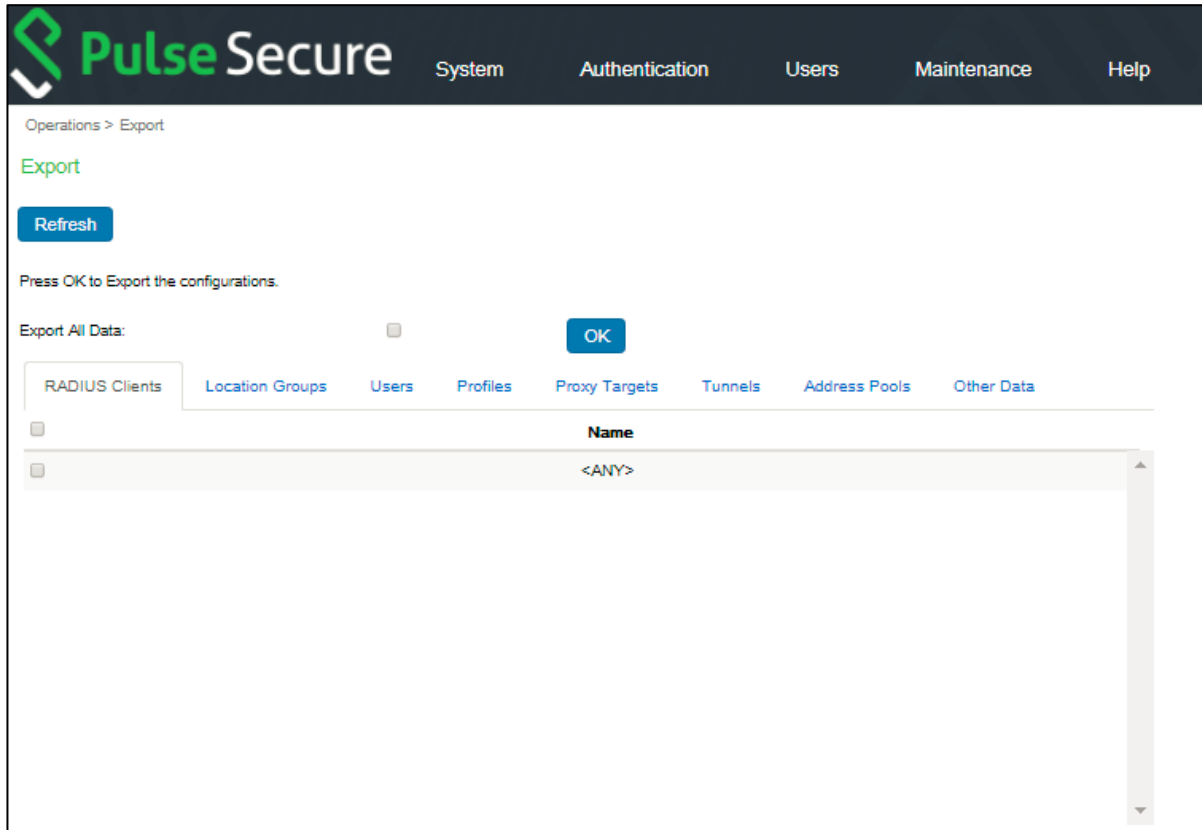 Pulse Secure System Authentication Users Maintenance Help
Operations > Export
Export
Refresh
Press OK to Export the configurations.
Export All Data: OK
RADIUS Clients Location Groups Users Profiles Proxy Targets Tunnels Address Pools Other Data
Name
<ANY>